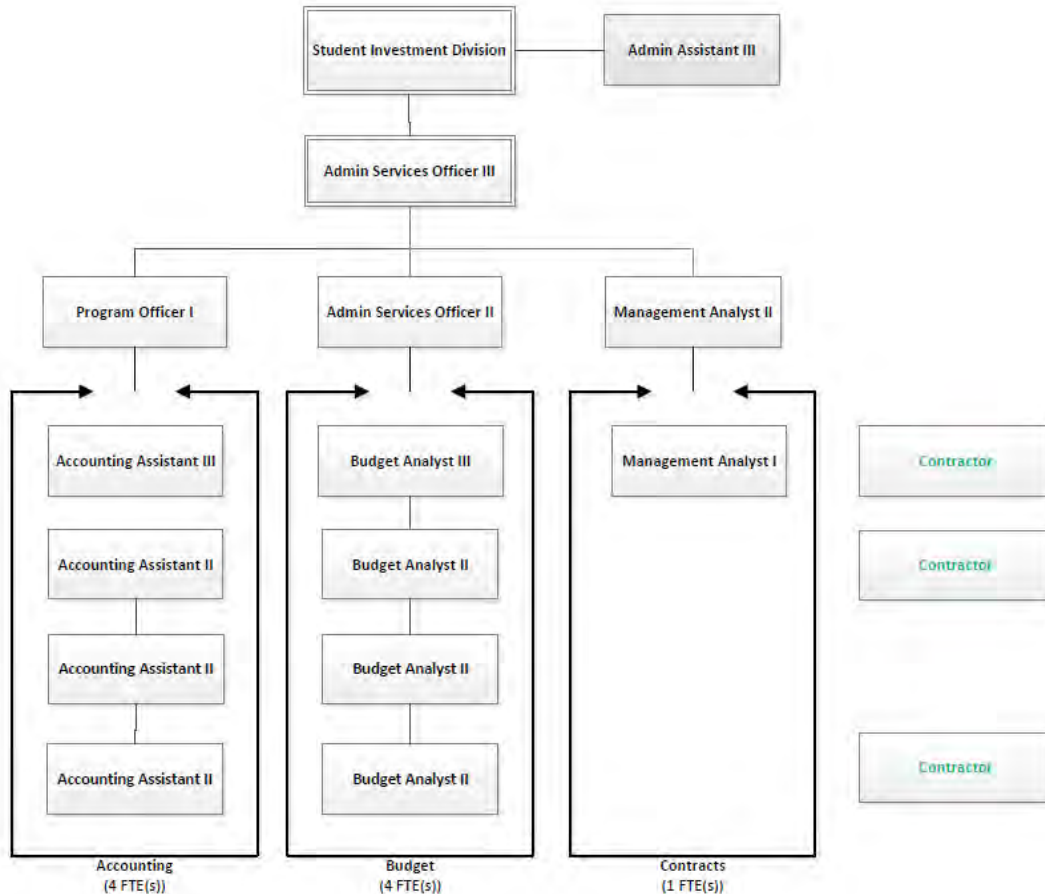 Student Investment Division
Admin Assistant III
Admin Services Officer III
Program Officer I
Admin Services Officer II
Management Analyst II
Accounting Assistant III
Budget Analyst III
Management Analyst I
Contractor
Accounting Assistant II
Budget Analyst II
Contractor
Accounting Assistant II
Budget Analyst II
Accounting Assistant II
Budget Analyst II
Contractor
Accounting
(4 FTE(s))
Budget
(4 FTE(s))
Contracts
(1 FTE(s))